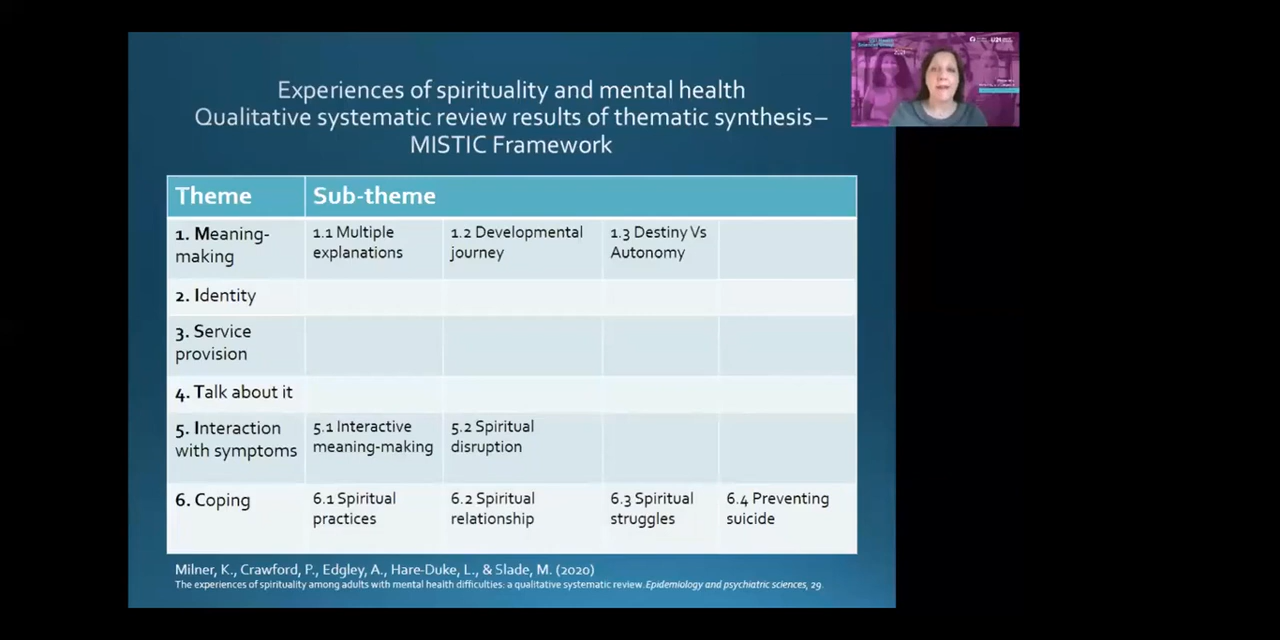 Experiences of spirituality and mental health
Qualitative systematic review results of thematic synthesis–
MISTIC Framework
Theme
Sub-theme
1. Meaning-
making
1.1 Multiple
explanations
1.2 Developmental
journey
1.3 Destiny Vs
Autonomy
2. Identity
3. Service
provision
4. Talk about it
5. Interaction
with symptoms
5.1 Interactive
meaning-making
5.2 Spiritual
disruption
6. Coping
6.1 Spiritual
practices
6.2 Spiritual
relationship
6.3 Spiritual
struggles
6.4 Preventing
suicide
Milner, K., Crawford, P., Edgley, A., Hare-Duke, L., & Slade, M. (2020)
The experiences of spirituality among adults with mental health difficulties: a qualitative systematic review. Epidemiology and psychiatric sciences, 29.